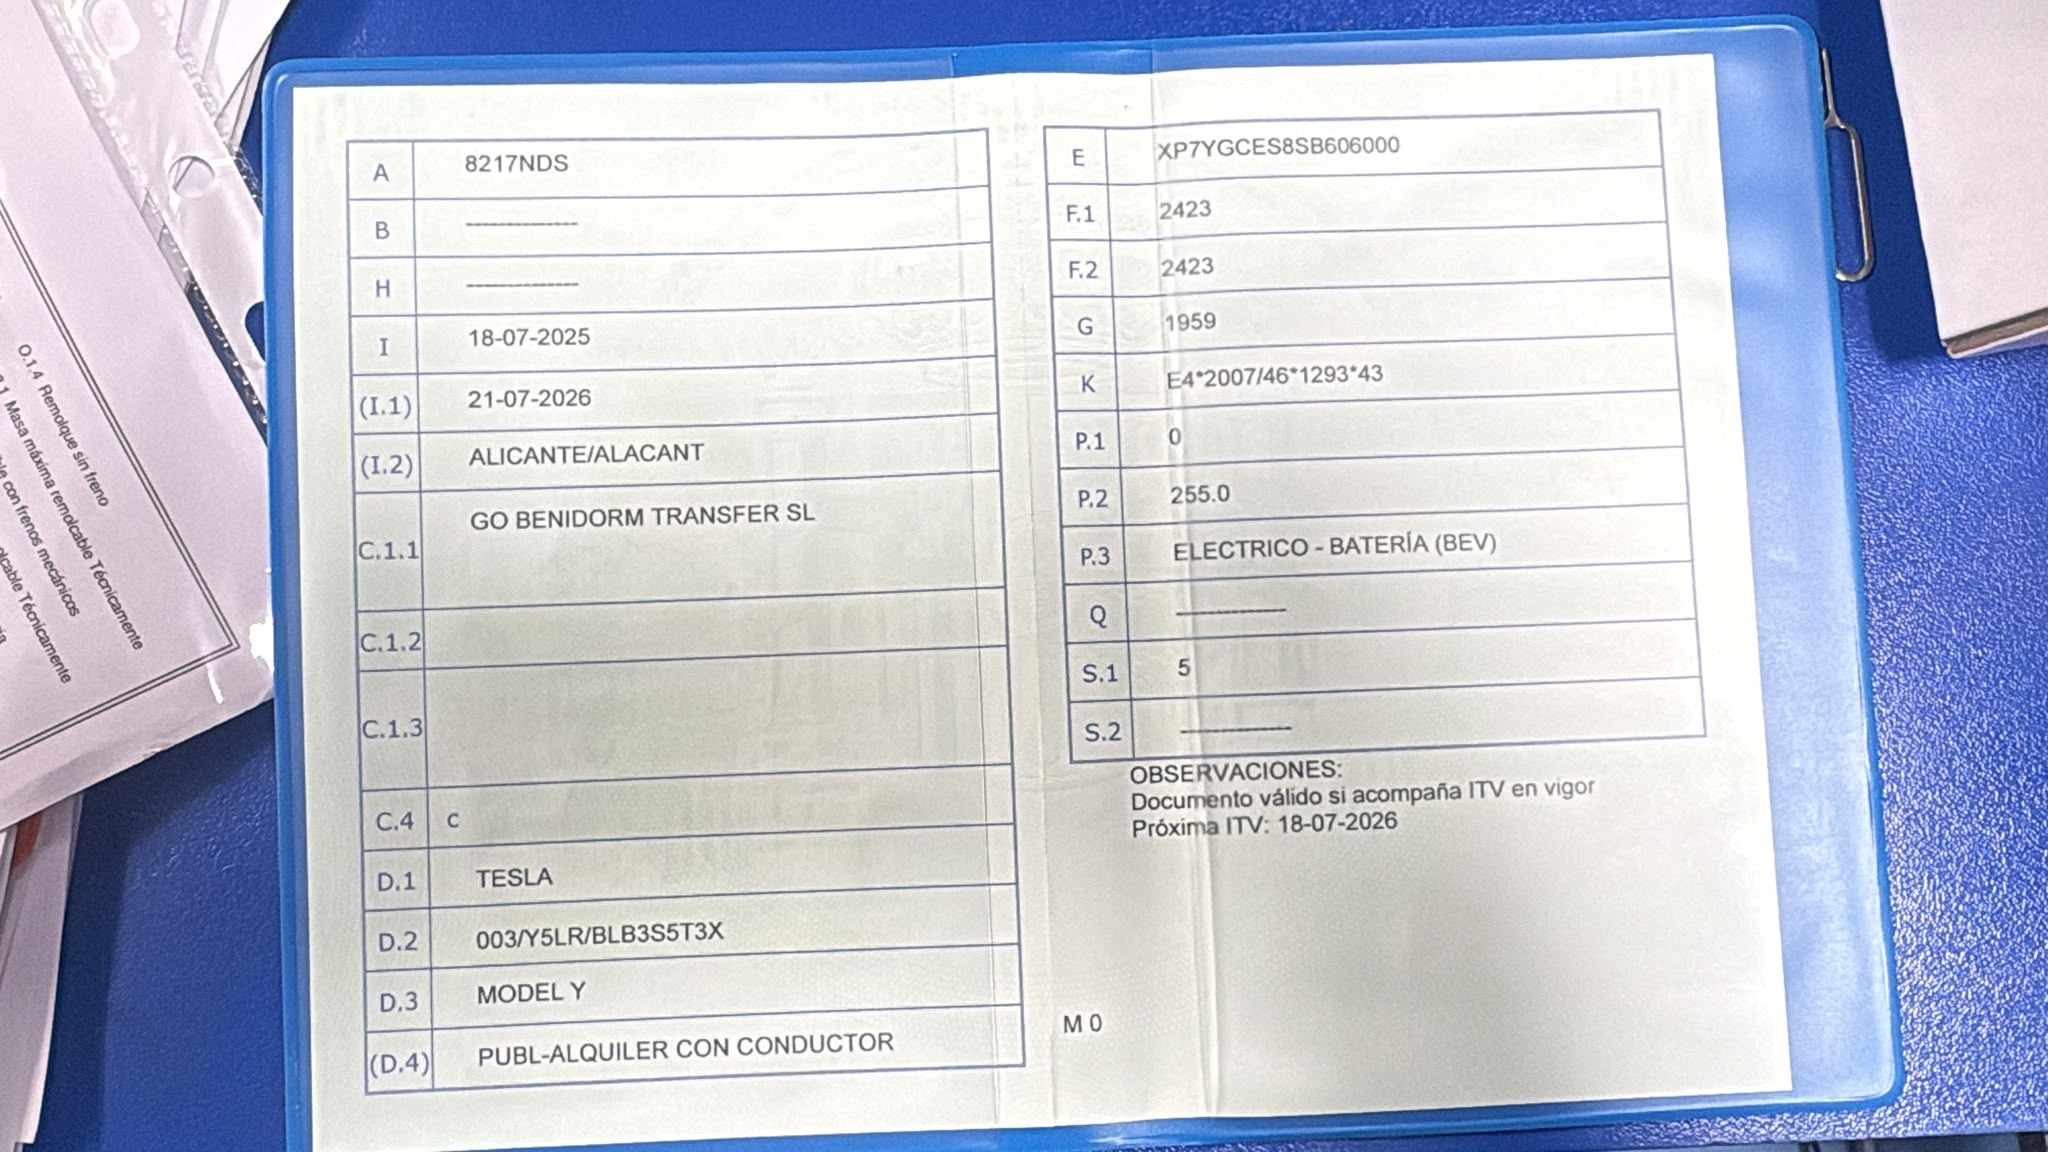 A 8217NDS
B ------------------
H ------------------
I 18-07-2025
(I.1) 21-07-2026
(I.2) ALICANTE/ALACANT
C.1.1 GO BENIDORM TRANSFER SL
C.1.2
C.1.3
C.4 c
D.1 TESLA
D.2 003/Y5LR/BLB3S5T3X
D.3 MODEL Y
(D.4) PUBL-ALQUILER CON CONDUCTOR
E XP7YGCES8SB606000
F.1 2423
F.2 2423
G 1959
K E4*2007/46*1293*43
P.1 0
P.2 255.0
P.3 ELECTRICO - BATERÍA (BEV)
Q ------------------
S.1 5
S.2 ------------------
OBSERVACIONES:
Documento válido si acompaña ITV en vigor
Próxima ITV: 18-07-2026
M 0
O.1.4 Remolque sin freno
Masa máxima remolcable Técnicamente
con frenos mecánicos
Técnicamente